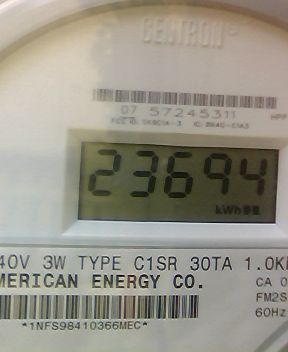 CENTRON
07 57245311
23694
kWh
40V 3W TYPE C1SR 30TA 1.0K
MERICAN ENERGY CO.
CA 0
FM2S
60Hz
*1NFS98410366MEC*